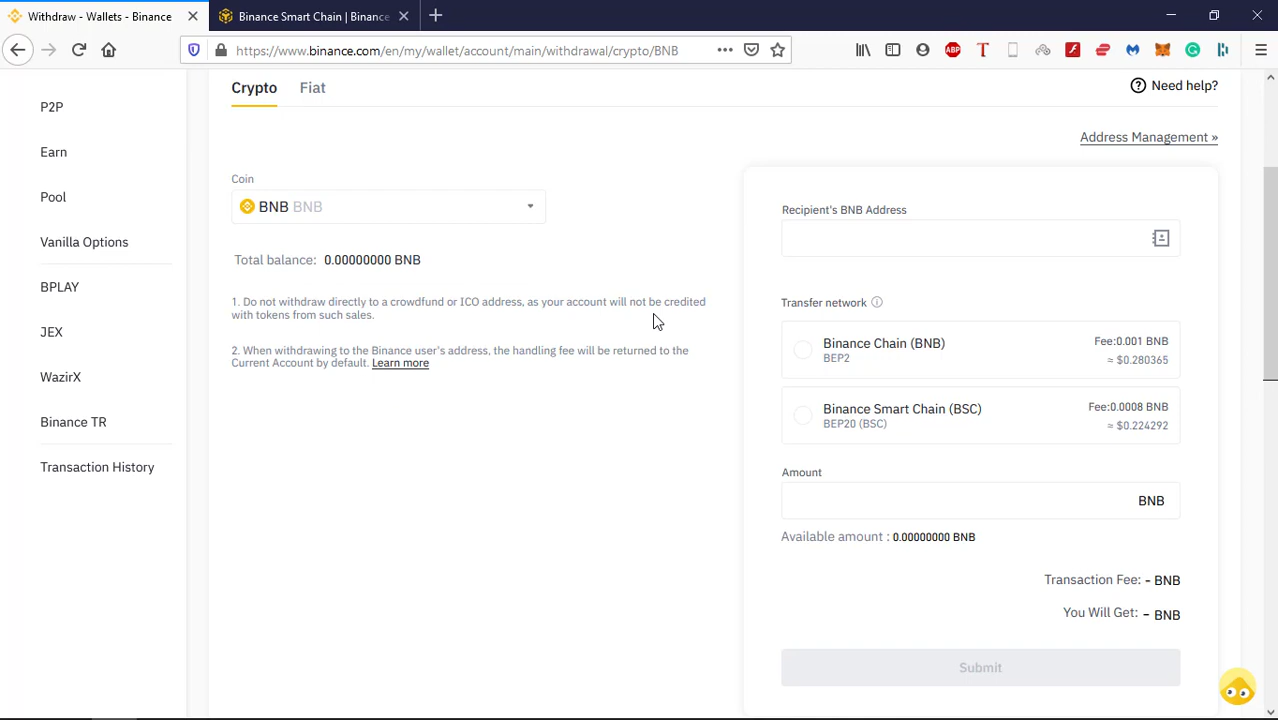 Withdraw - Wallets - Binance
Binance Smart Chain | Binance
https://www.binance.com/en/my/wallet/account/main/withdrawal/crypto/BNB
ABP
P2P
Earn
Pool
Vanilla Options
BPLAY
JEX
WazirX
Binance TR
Transaction History
Crypto Fiat
Need help?
Address Management »
Coin
BNB BNB
Total balance: 0.00000000 BNB
1. Do not withdraw directly to a crowdfund or ICO address, as your account will not be credited
with tokens from such sales.
2. When withdrawing to the Binance user's address, the handling fee will be returned to the
Current Account by default. Learn more
Recipient's BNB Address
Transfer network
Binance Chain (BNB)
BEP2
Fee:0.001 BNB
≈ $0.280365
Binance Smart Chain (BSC)
BEP20 (BSC)
Fee:0.0008 BNB
≈ $0.224292
Amount
BNB
Available amount : 0.00000000 BNB
Transaction Fee: - BNB
You Will Get: - BNB
Submit